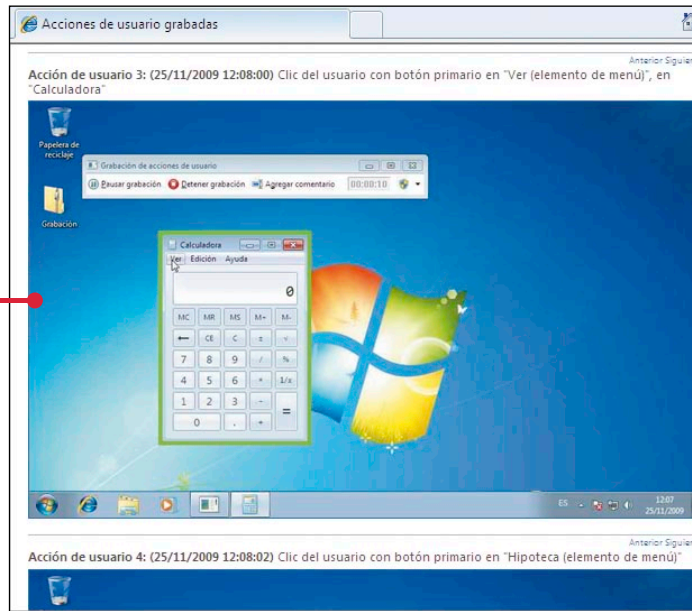 Acciones de usuario grabadas
Anterior Siguien
Acción de usuario 3: (25/11/2009 12:08:00) Clic del usuario con botón primario en "Ver (elemento de menú)", en
"Calculadora"
Papelera de
reciclaje
Grabación de acciones de usuario
Pausar grabación Detener grabación Agregar comentario 00:00:10
Grabación
Calculadora
Ver Edición Ayuda
0
MC MR MS M+ M-
← CE C ± √
7 8 9 / %
4 5 6 * 1/x
1 2 3 - =
0 . +
ES 12:07
25/11/2009
Anterior Siguien
Acción de usuario 4: (25/11/2009 12:08:02) Clic del usuario con botón primario en "Hipoteca (elemento de menú)"